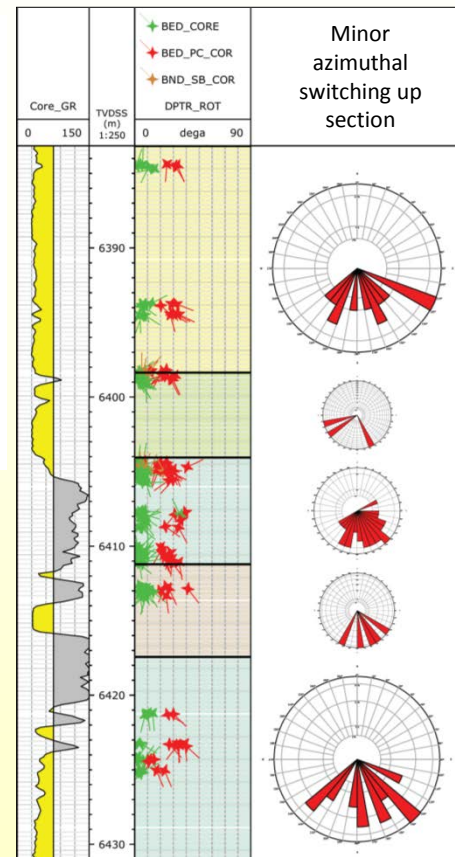 BED_CORE
BED_PC_COR
BND_SB_COR
Core_GR
0 150
TVDSS
(m)
1:250
DPTR_ROT
0 dega 90
Minor
azimuthal
switching up
section
6390
6400
6410
6420
6430